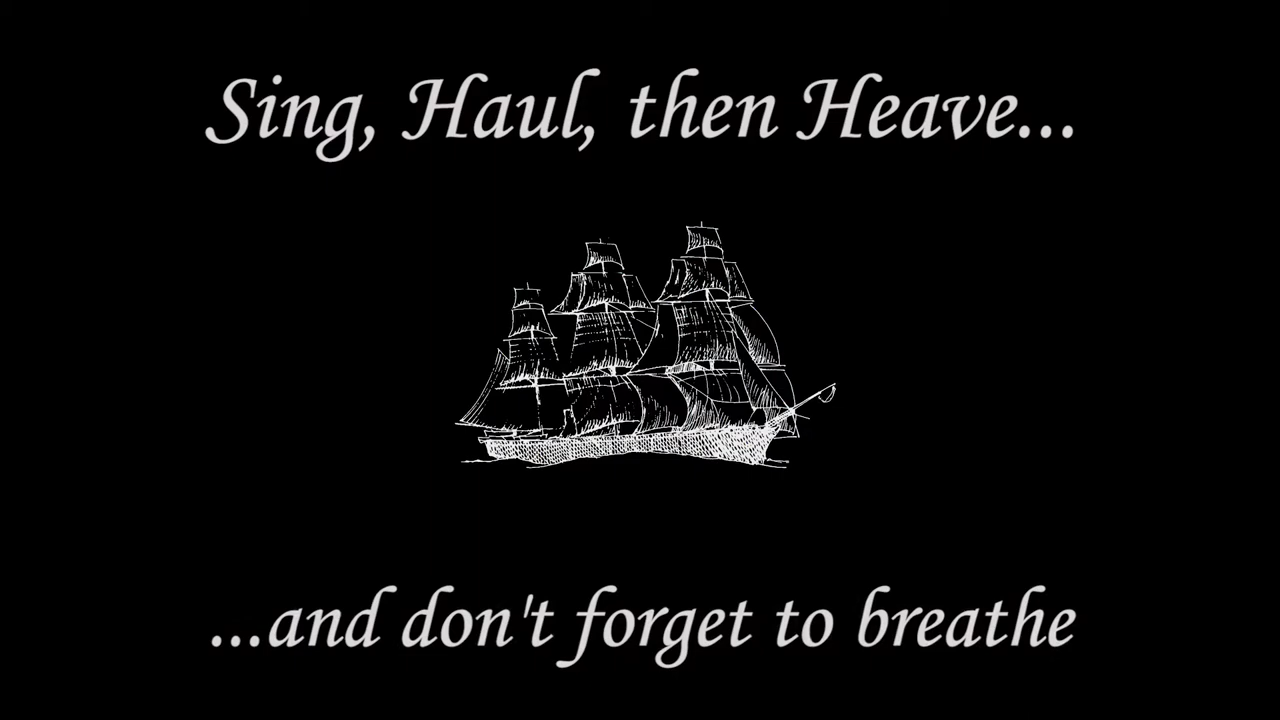 Sing, Haul, then Heave...
...and don't forget to breathe